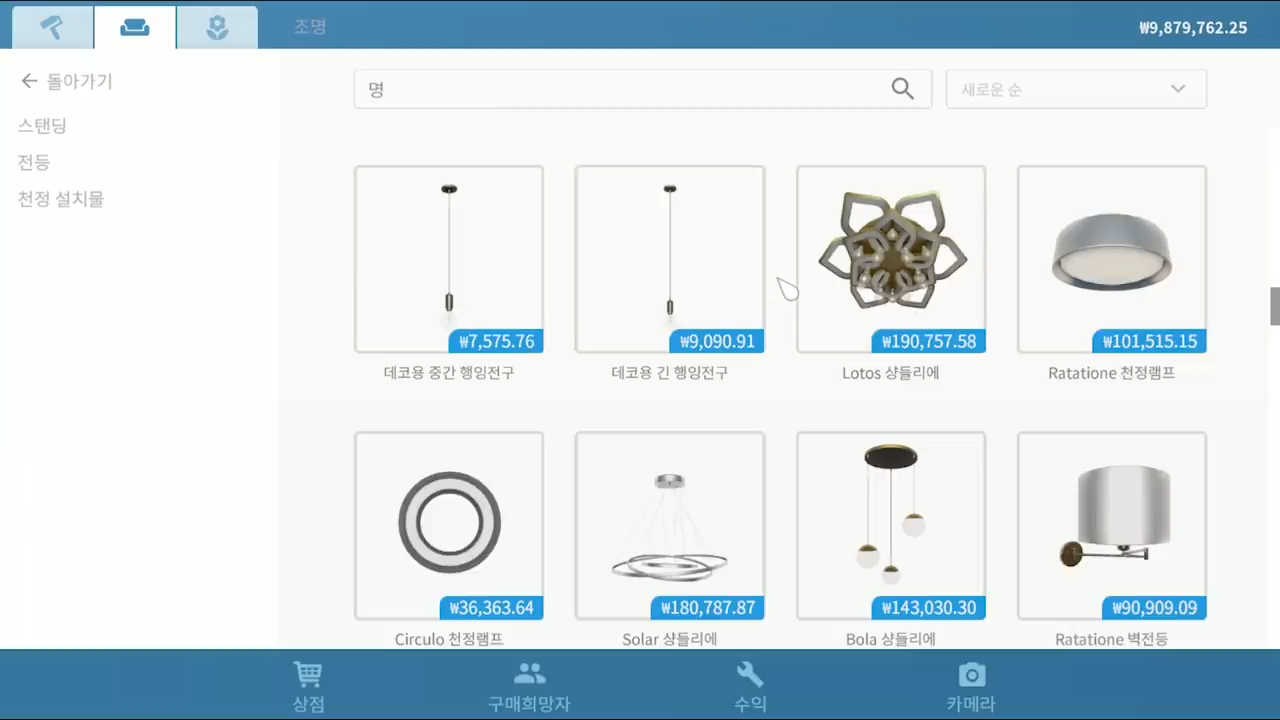 조명
₩9,879,762.25
돌아가기
명
새로운 순
스탠딩
전등
천정 설치물
₩7,575.76
₩9,090.91
₩190,757.58
₩101,515.15
데코용 중간 행잉전구
데코용 긴 행잉전구
Lotos 샹들리에
Ratatione 천정램프
₩36,363.64
₩180,787.87
₩143,030.30
₩90,909.09
Circulo 천정램프
Solar 샹들리에
Bola 샹들리에
Ratatione 벽전등
상점
구매희망자
수익
카메라